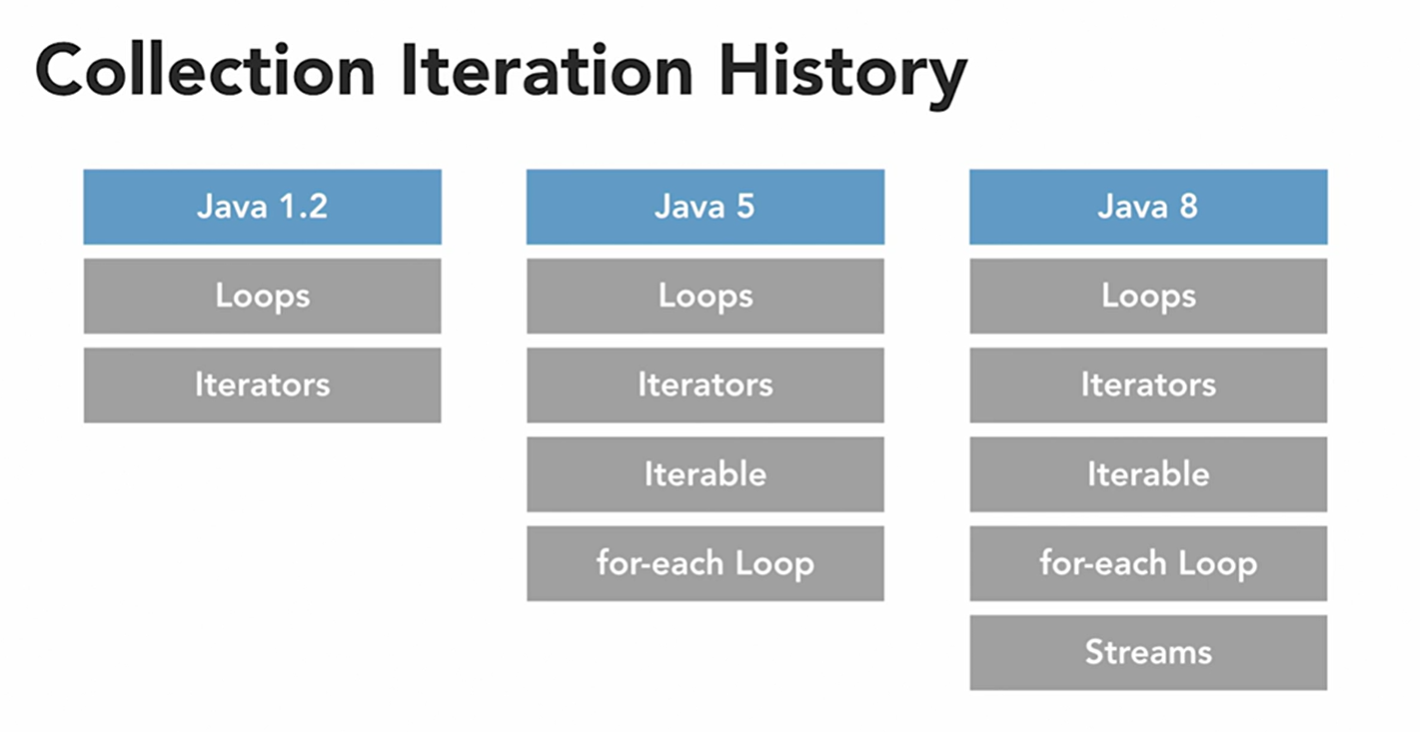 Collection Iteration History
Java 1.2
Loops
Iterators
Java 5
Loops
Iterators
Iterable
for-each Loop
Java 8
Loops
Iterators
Iterable
for-each Loop
Streams